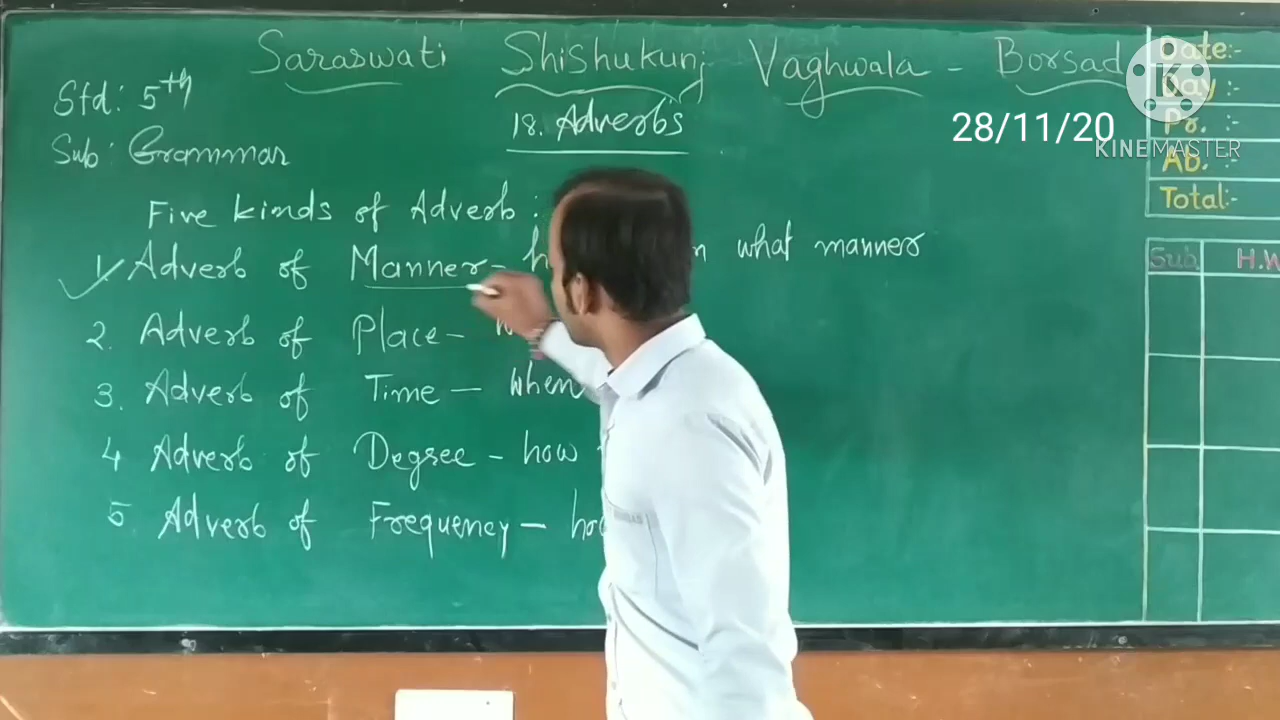 Saraswati Shishukunj Vaghwala - Borsad
Std: 5th
18. Adverbs
Sub: Grammar
Five kinds of Adverb:
1. Adverb of Manner - what manner
2. Adverb of Place -
3. Adverb of Time - when
4 Adverb of Degree - how
5. Adverb of Frequency -
Date:-
Day :-
Pr. :-
Ab. :-
Total:-
Sub H.W
28/11/20
K
KINEMASTER